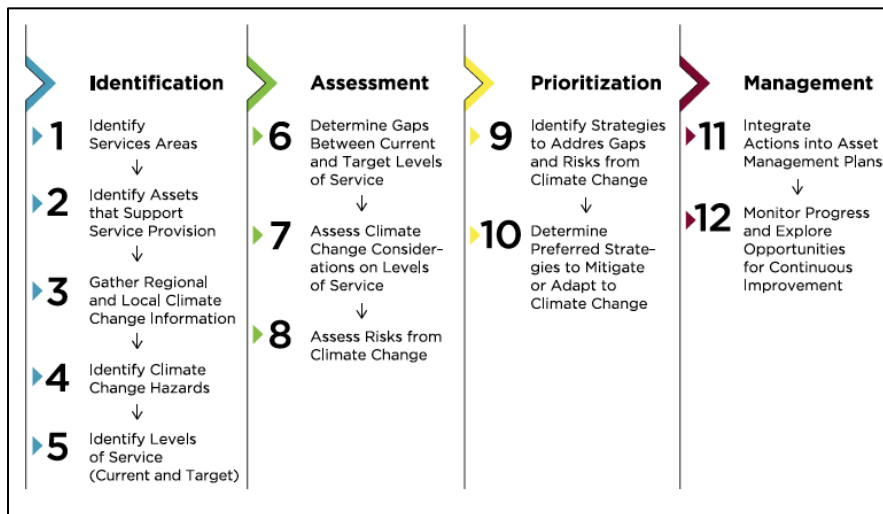 Identification
1
Identify
Services Areas
2
Identify Assets
that Support
Service Provision
3
Gather Regional
and Local Climate
Change Information
4
Identify Climate
Change Hazards
5
Identify Levels
of Service
(Current and Target)
Assessment
6
Determine Gaps
Between Current
and Target Levels
of Service
7
Assess Climate
Change Consider-
ations on Levels
of Service
8
Assess Risks from
Climate Change
Prioritization
9
Identify Strategies
to Addres Gaps
and Risks from
Climate Change
10
Determine
Preferred Strate-
gies to Mitigate
or Adapt to
Climate Change
Management
11
Integrate
Actions into Asset
Management Plans
12
Monitor Progress
and Explore
Opportunities
for Continuous
Improvement